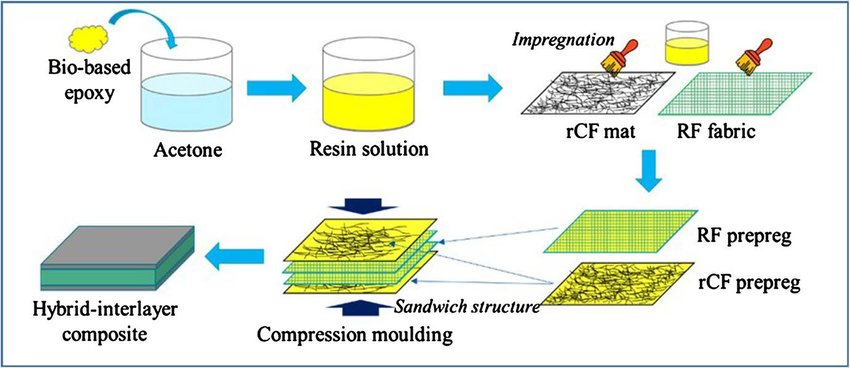 Bio-based
epoxy
Acetone
Resin solution
Impregnation
rCF mat
RF fabric
RF prepreg
rCF prepreg
Sandwich structure
Compression moulding
Hybrid-interlayer
composite